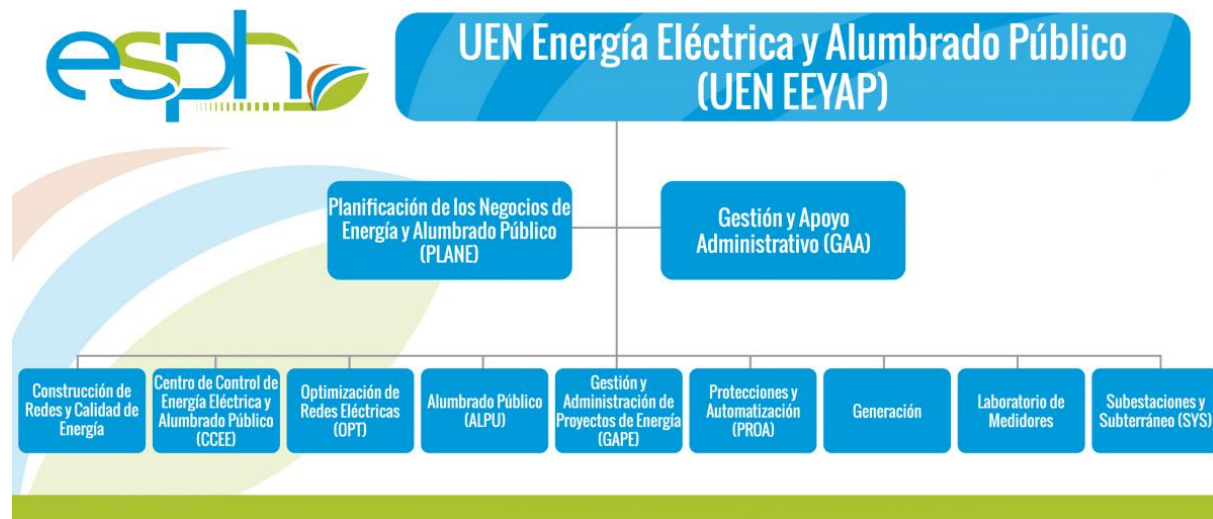 esph
UEN Energía Eléctrica y Alumbrado Público
(UEN EEYAP)
Planificación de los Negocios de
Energía y Alumbrado Público
(PLANE)
Gestión y Apoyo
Administrativo (GAA)
Construcción de
Redes y Calidad de
Energía
Centro de Control de
Energía Eléctrica y
Alumbrado Público
(CCEE)
Optimización de
Redes Eléctricas
(OPT)
Alumbrado Público
(ALPU)
Gestión y
Administración de
Proyectos de Energía
(GAPE)
Protecciones y
Automatización
(PROA)
Generación
Laboratorio de
Medidores
Subestaciones y
Subterráneo (SYS)